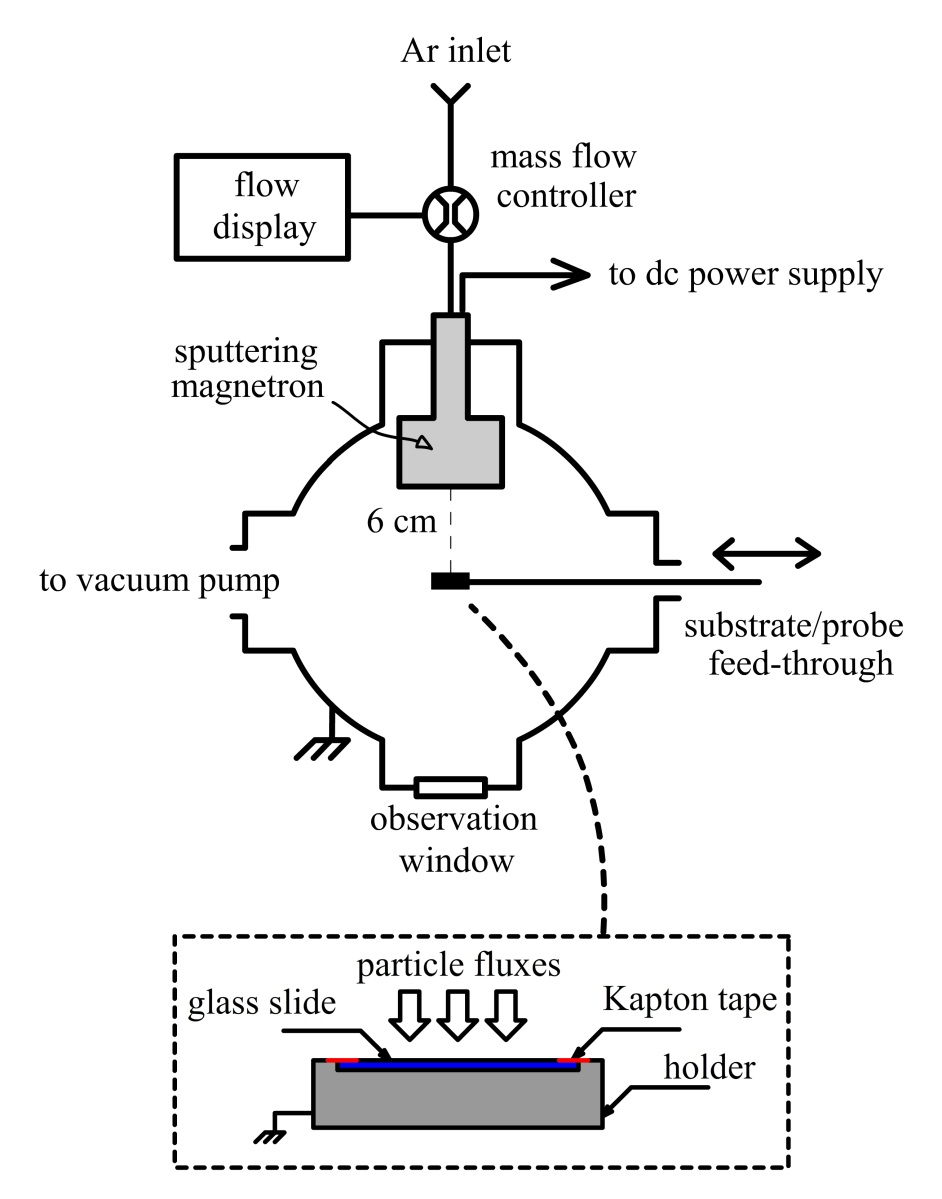 Ar inlet
mass flow
controller
flow
display
to dc power supply
sputtering
magnetron
6 cm
to vacuum pump
substrate/probe
feed-through
observation
window
particle fluxes
glass slide
Kapton tape
holder